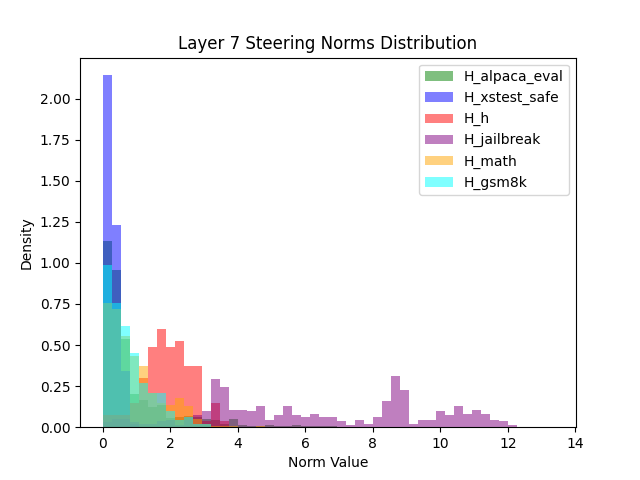 Layer 7 Steering Norms Distribution
H_alpaca_eval
H_xstest_safe
H_h
H_jailbreak
H_math
H_gsm8k
Density
2.00
1.75
1.50
1.25
1.00
0.75
0.50
0.25
0.00
0 2 4 6 8 10 12 14
Norm Value